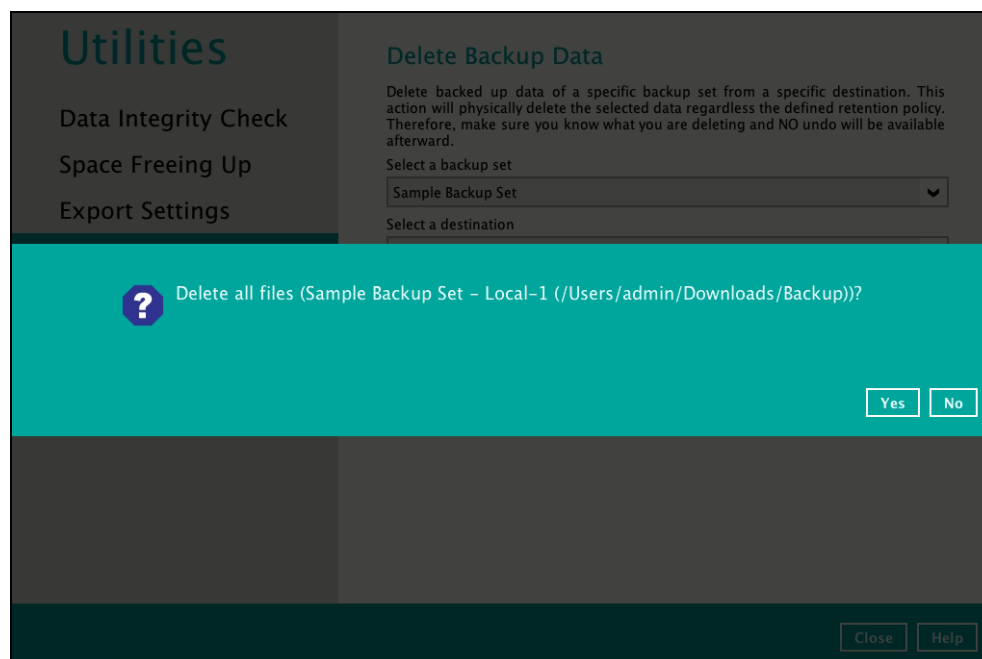 Utilities
Data Integrity Check
Space Freeing Up
Export Settings
Delete Backup Data
Delete backed up data of a specific backup set from a specific destination. This
action will physically delete the selected data regardless the defined retention policy.
Therefore, make sure you know what you are deleting and NO undo will be available
afterward.
Select a backup set
Sample Backup Set
Select a destination
?
Delete all files (Sample Backup Set – Local-1 (/Users/admin/Downloads/Backup))?
Yes
No
Close
Help